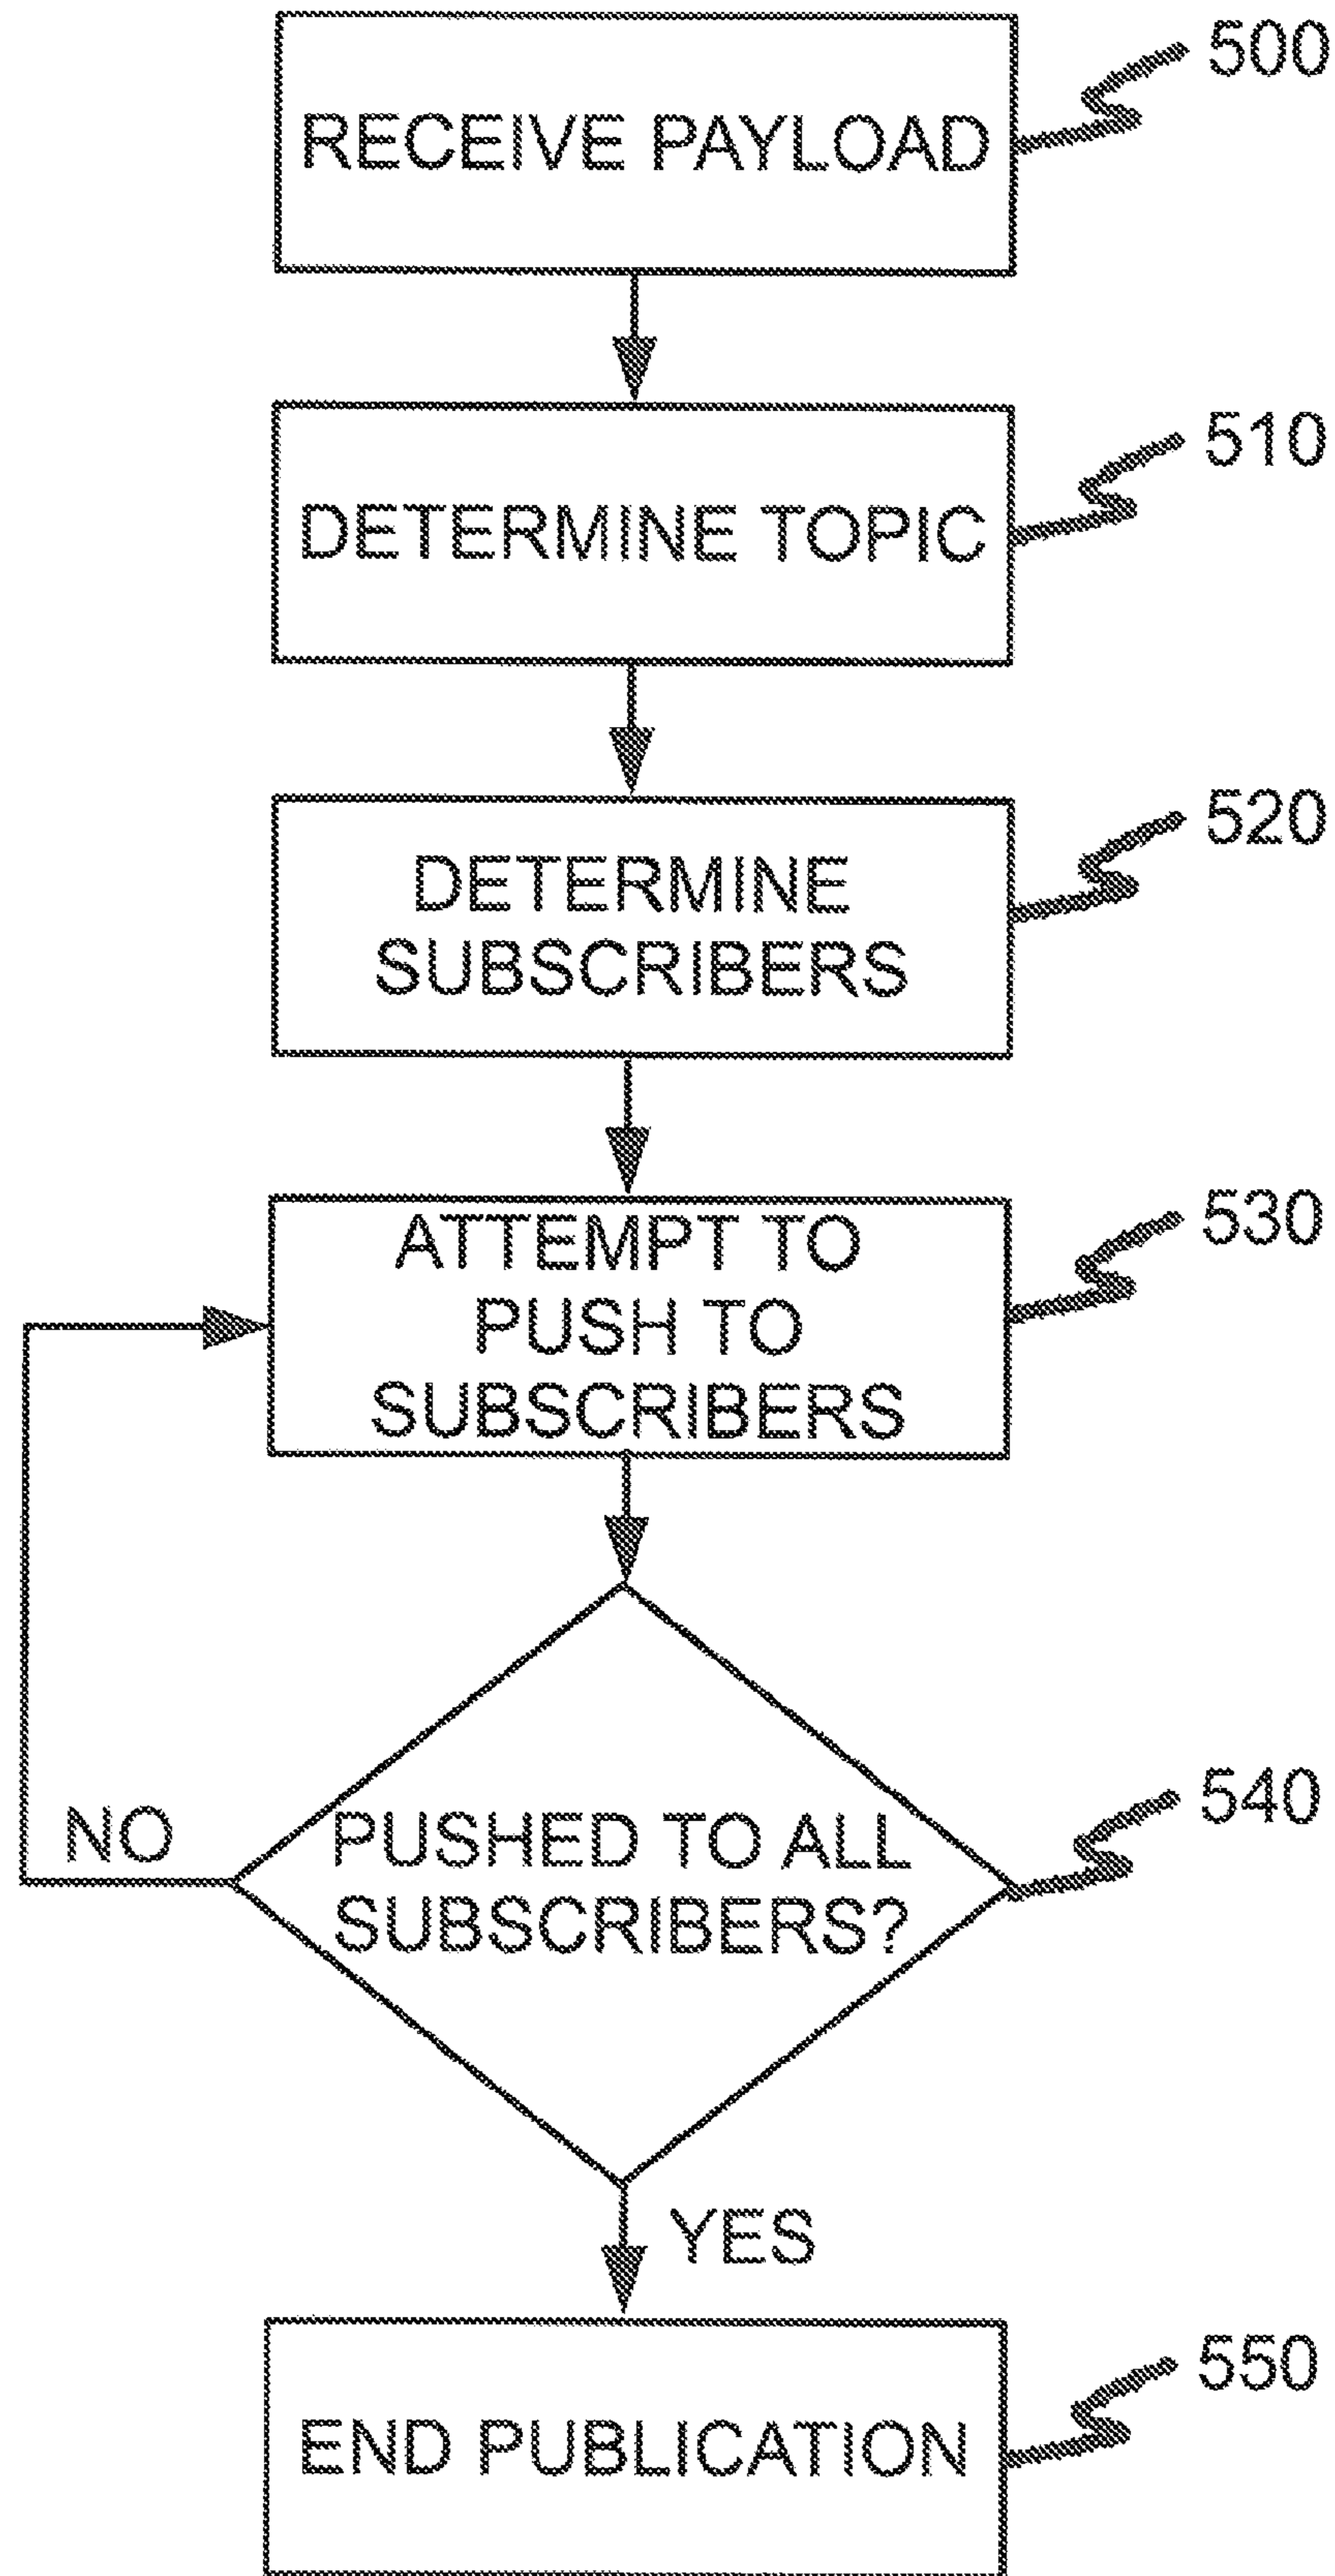 500
RECEIVE PAYLOAD
510
DETERMINE TOPIC
520
DETERMINE
SUBSCRIBERS
530
ATTEMPT TO
PUSH TO
SUBSCRIBERS
540
NO
PUSHED TO ALL
SUBSCRIBERS?
YES
550
END PUBLICATION